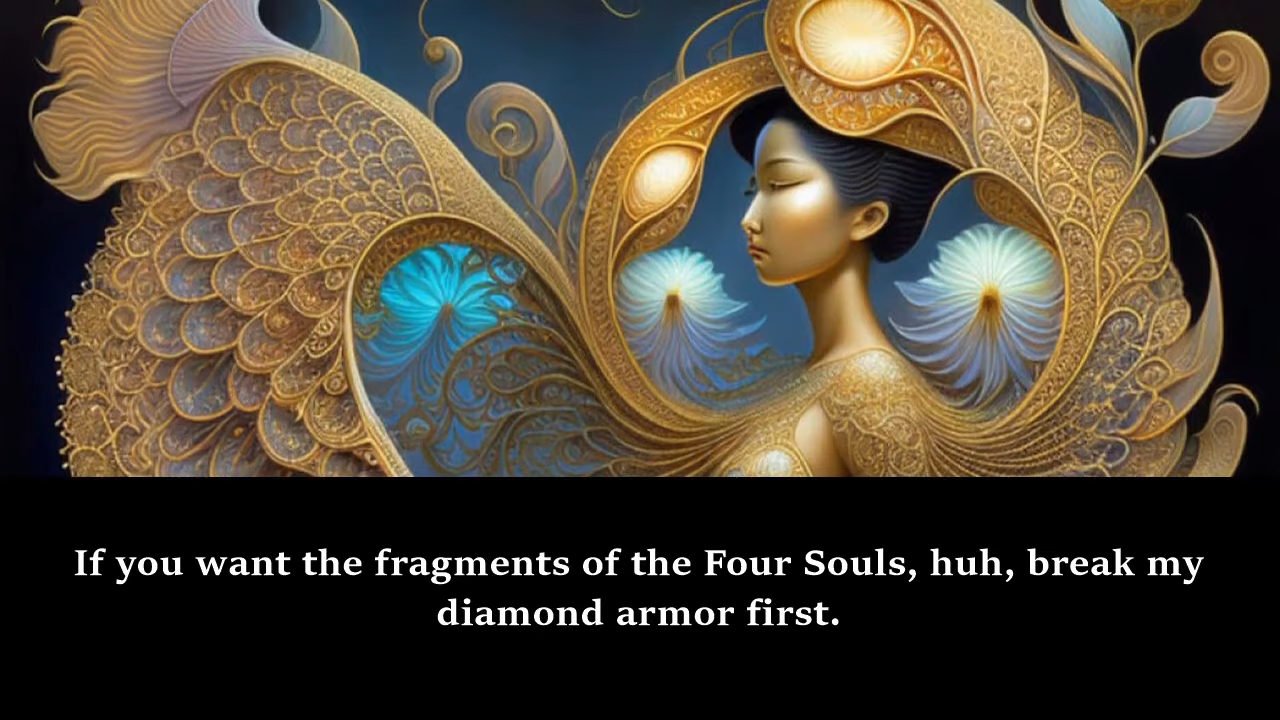 If you want the fragments of the Four Souls, huh, break my
diamond armor first.